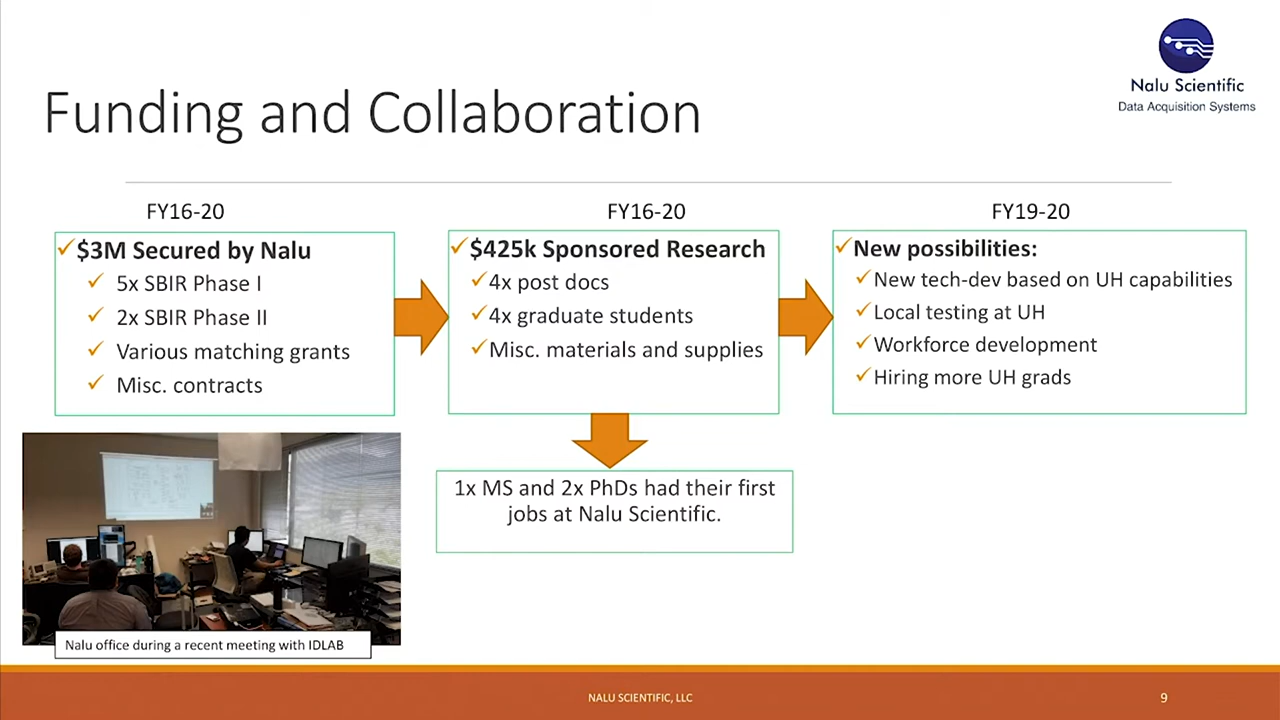 Nalu Scientific
Data Acquisition Systems
Funding and Collaboration
FY16-20
$3M Secured by Nalu
5x SBIR Phase I
2x SBIR Phase II
Various matching grants
Misc. contracts
FY16-20
$425k Sponsored Research
4x post docs
4x graduate students
Misc. materials and supplies
FY19-20
New possibilities:
New tech-dev based on UH capabilities
Local testing at UH
Workforce development
Hiring more UH grads
1x MS and 2x PhDs had their first
jobs at Nalu Scientific.
Nalu office during a recent meeting with IDLAB
NALU SCIENTIFIC, LLC
9